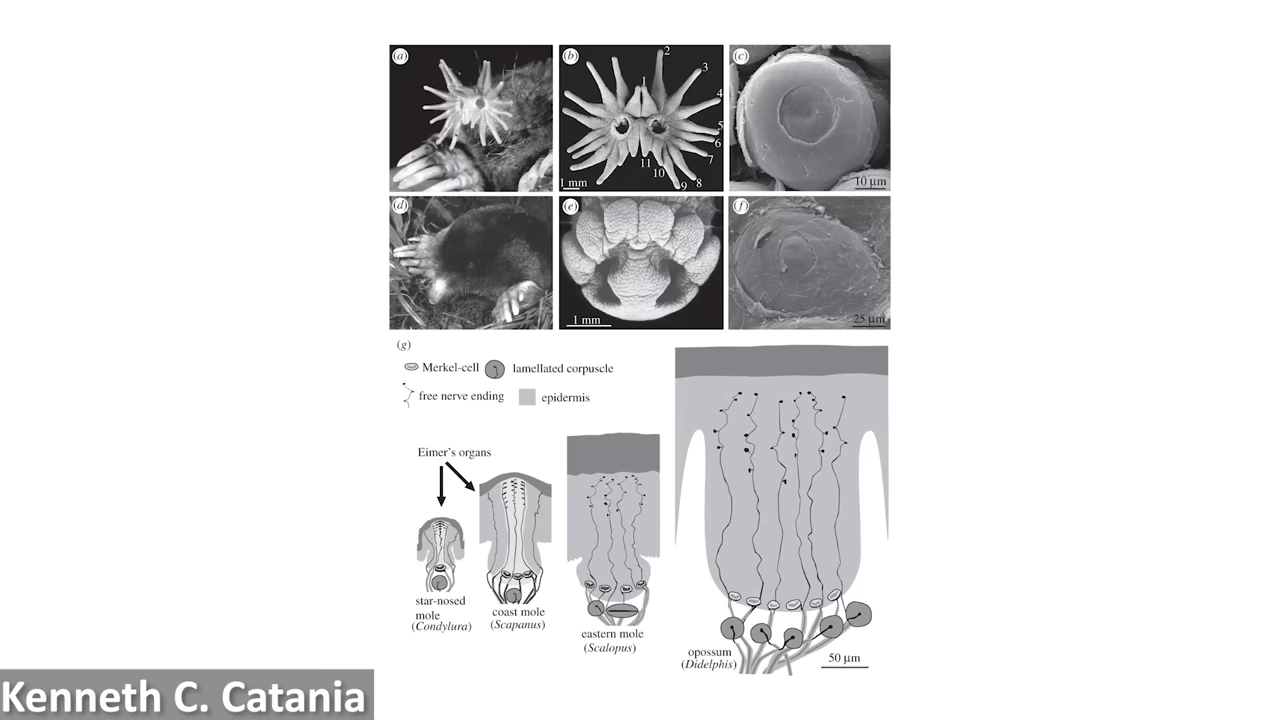 (a)
(b)
1
2
3
4
5
6
7
8
9
10
11
1 mm
(c)
10 µm
(d)
(e)
1 mm
(f)
25 µm
(g)
Merkel-cell
lamellated corpuscle
free nerve ending
epidermis
Eimer's organs
star-nosed
mole
(Condylura)
coast mole
(Scapanus)
eastern mole
(Scalopus)
opossum
(Didelphis)
50 µm
Kenneth C. Catania